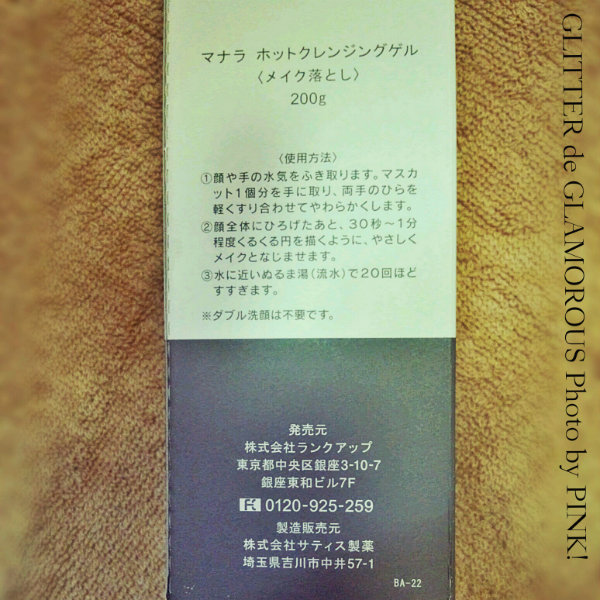 マナラ ホットクレンジングゲル
〈メイク落とし〉
200g
〈使用方法〉
①顔や手の水気をふき取ります。マスカ
ット1個分を手に取り、両手のひらを
軽くすり合わせてやわらかくします。
②顔全体にひろげたあと、30秒～1分
程度くるくる円を描くように、やさしく
メイクとなじませます。
③水に近いぬるま湯（流水）で20回ほど
すすぎます。
※ダブル洗顔は不要です。
発売元
株式会社ランクアップ
東京都中央区銀座3-10-7
銀座東和ビル7F
0120-925-259
製造販売元
株式会社サティス製薬
埼玉県吉川市中井57-1
BA-22
GLITTER de GLAMOROUS Photo by PINK!